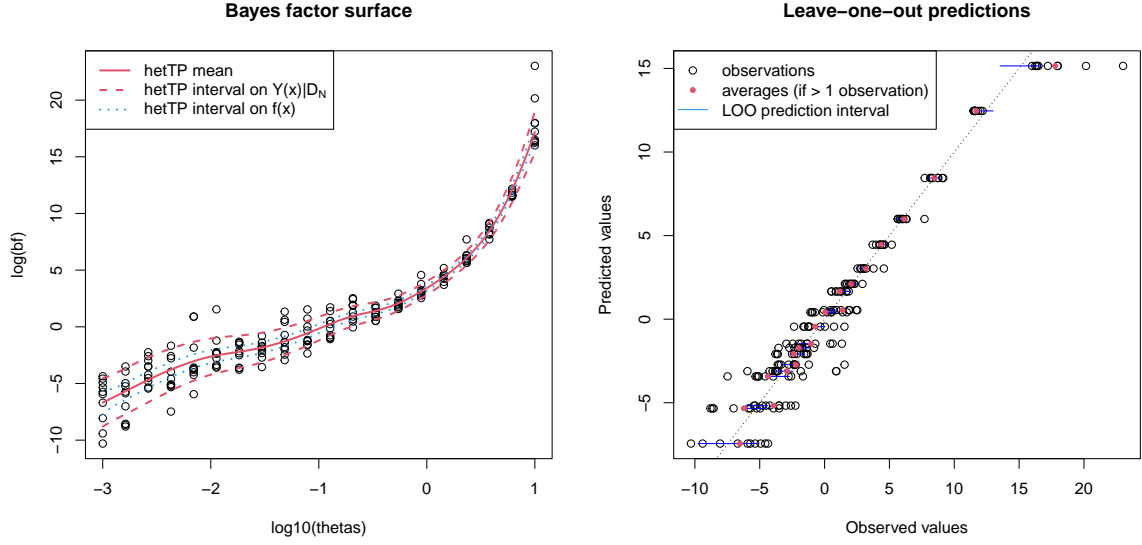 Bayes factor surface
hetTP mean
hetTP interval on Y(x)|D_N
hetTP interval on f(x)
log(bf)
20
15
10
5
0
−5
−10
−3
−2
−1
0
1
log10(thetas)
Leave−one−out predictions
observations
averages (if > 1 observation)
LOO prediction interval
Predicted values
15
10
5
0
−5
−10
−5
0
5
10
15
20
Observed values